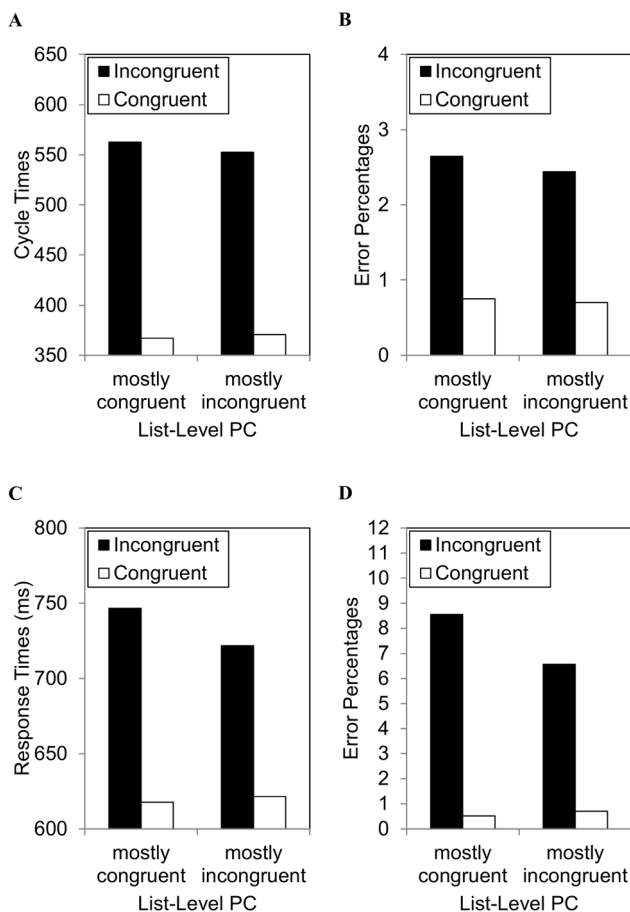 A
650
600
550
500
450
400
350
Cycle Times
Incongruent
Congruent
mostly congruent
mostly incongruent
List-Level PC
B
4
3
2
1
0
Error Percentages
Incongruent
Congruent
mostly congruent
mostly incongruent
List-Level PC
C
800
750
700
650
600
Response Times (ms)
Incongruent
Congruent
mostly congruent
mostly incongruent
List-Level PC
D
12
11
10
9
8
7
6
5
4
3
2
1
0
Error Percentages
Incongruent
Congruent
mostly congruent
mostly incongruent
List-Level PC